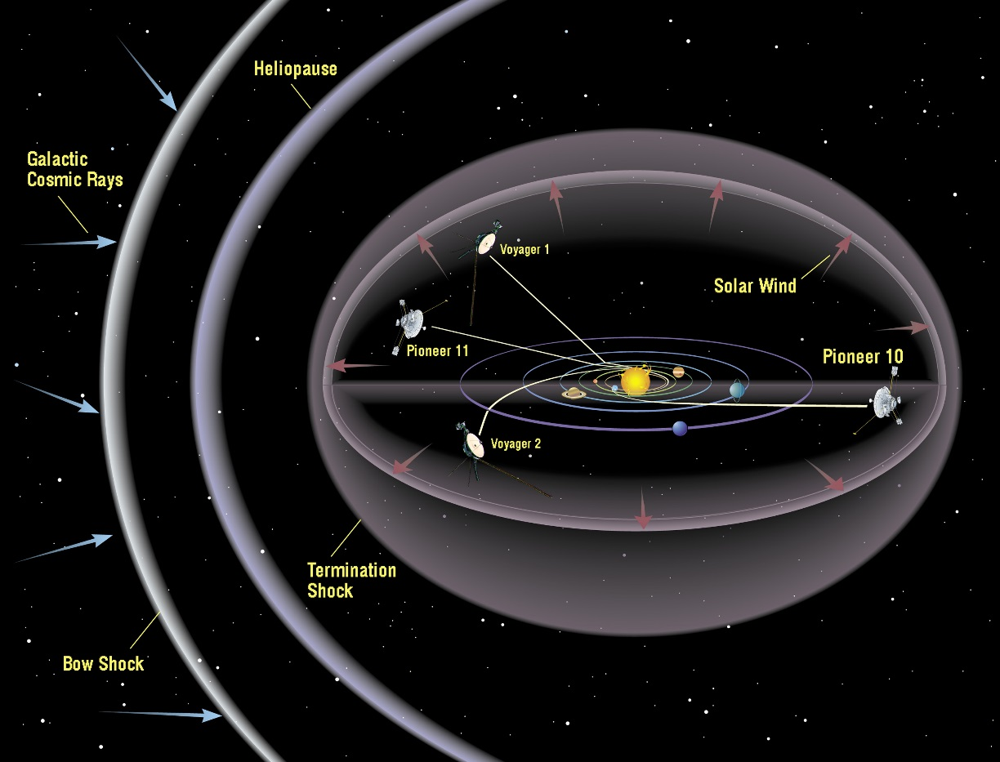 Heliopause
Galactic
Cosmic Rays
Voyager 1
Solar Wind
Pioneer 11
Pioneer 10
Voyager 2
Termination
Shock
Bow Shock